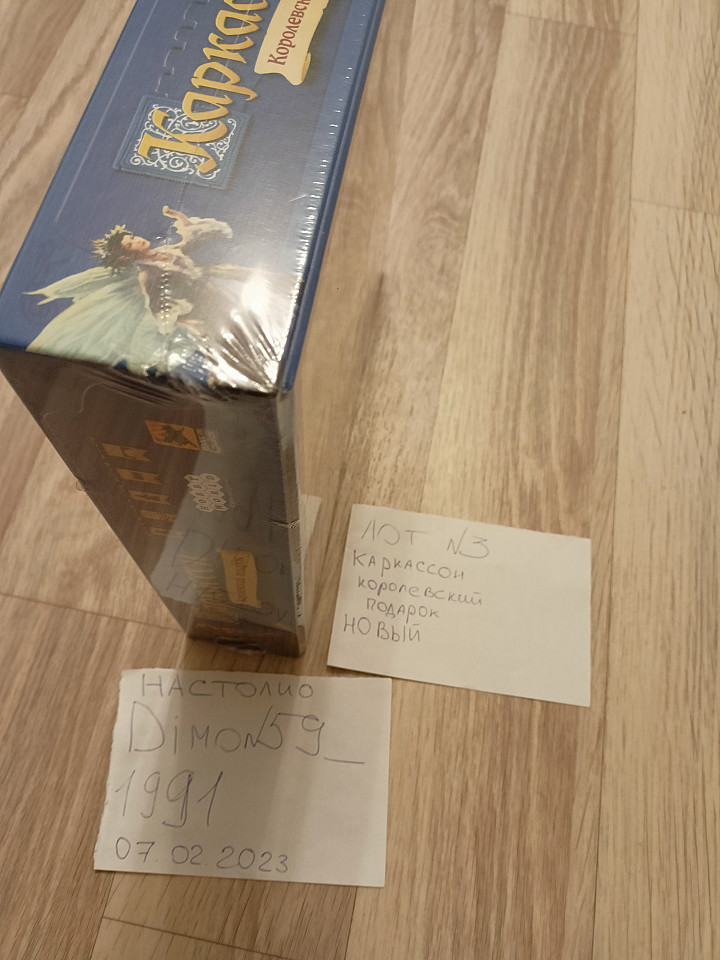 Каркас
Королевск
ЛОТ №3
КАРКАССОН
КОРОЛЕВСКИЙ
ПОДАРОК
НОВЫЙ
НАСТОЛИО
Dimon59_
1991
07.02.2023